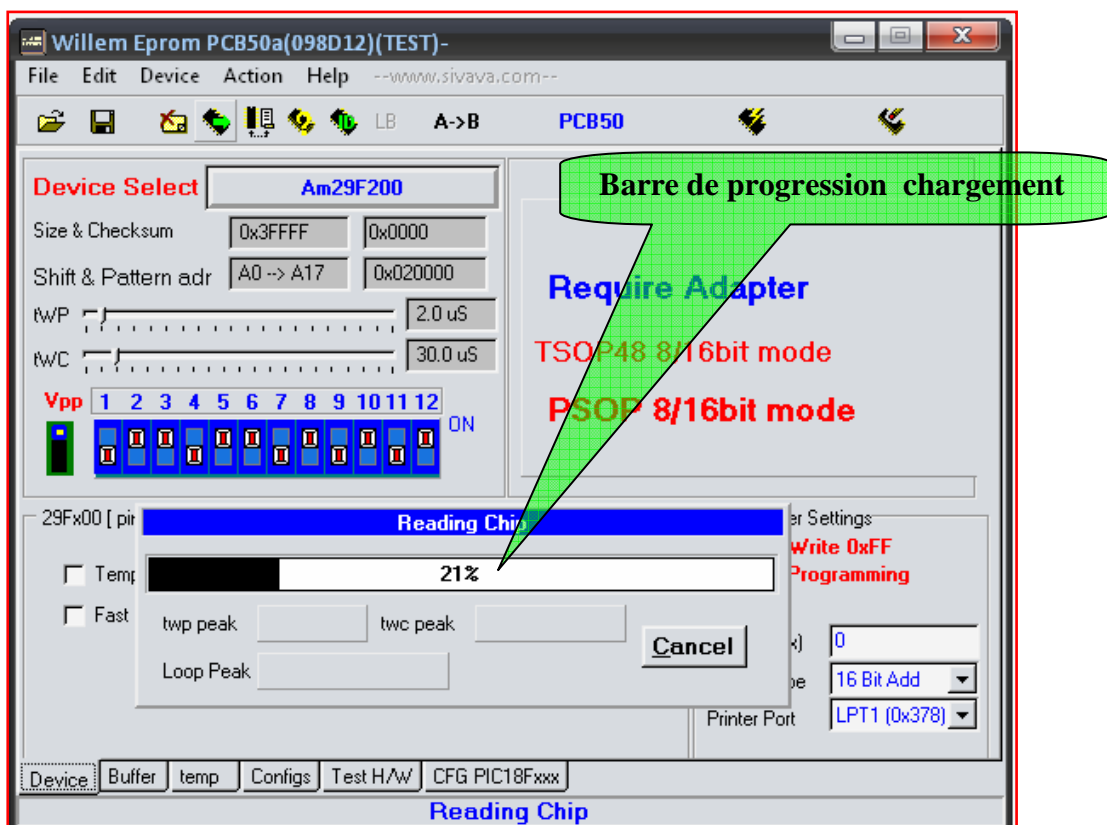 Willem Eprom PCB50a(098D12)(TEST)-
File Edit Device Action Help --www.sivava.com--
LB A->B PCB50
Barre de progression chargement
Device Select Am29F200
Size & Checksum 0x3FFFF 0x0000
Shift & Pattern adr A0 --> A17 0x020000
tWP 2.0 uS
tWC 30.0 uS
Vpp 1 2 3 4 5 6 7 8 9 10 11 12
ON
Require Adapter
TSOP48 8/16bit mode
PSOP 8/16bit mode
29Fx00 [ pin
Reading Chip
er Settings
Write 0xFF
Programming
21%
Temp
Fast
twp peak twc peak
Cancel
Loop Peak
x) 0
pe 16 Bit Add
Printer Port LPT1 (0x378)
Device Buffer temp Configs Test H/W CFG PIC18Fxxx
Reading Chip